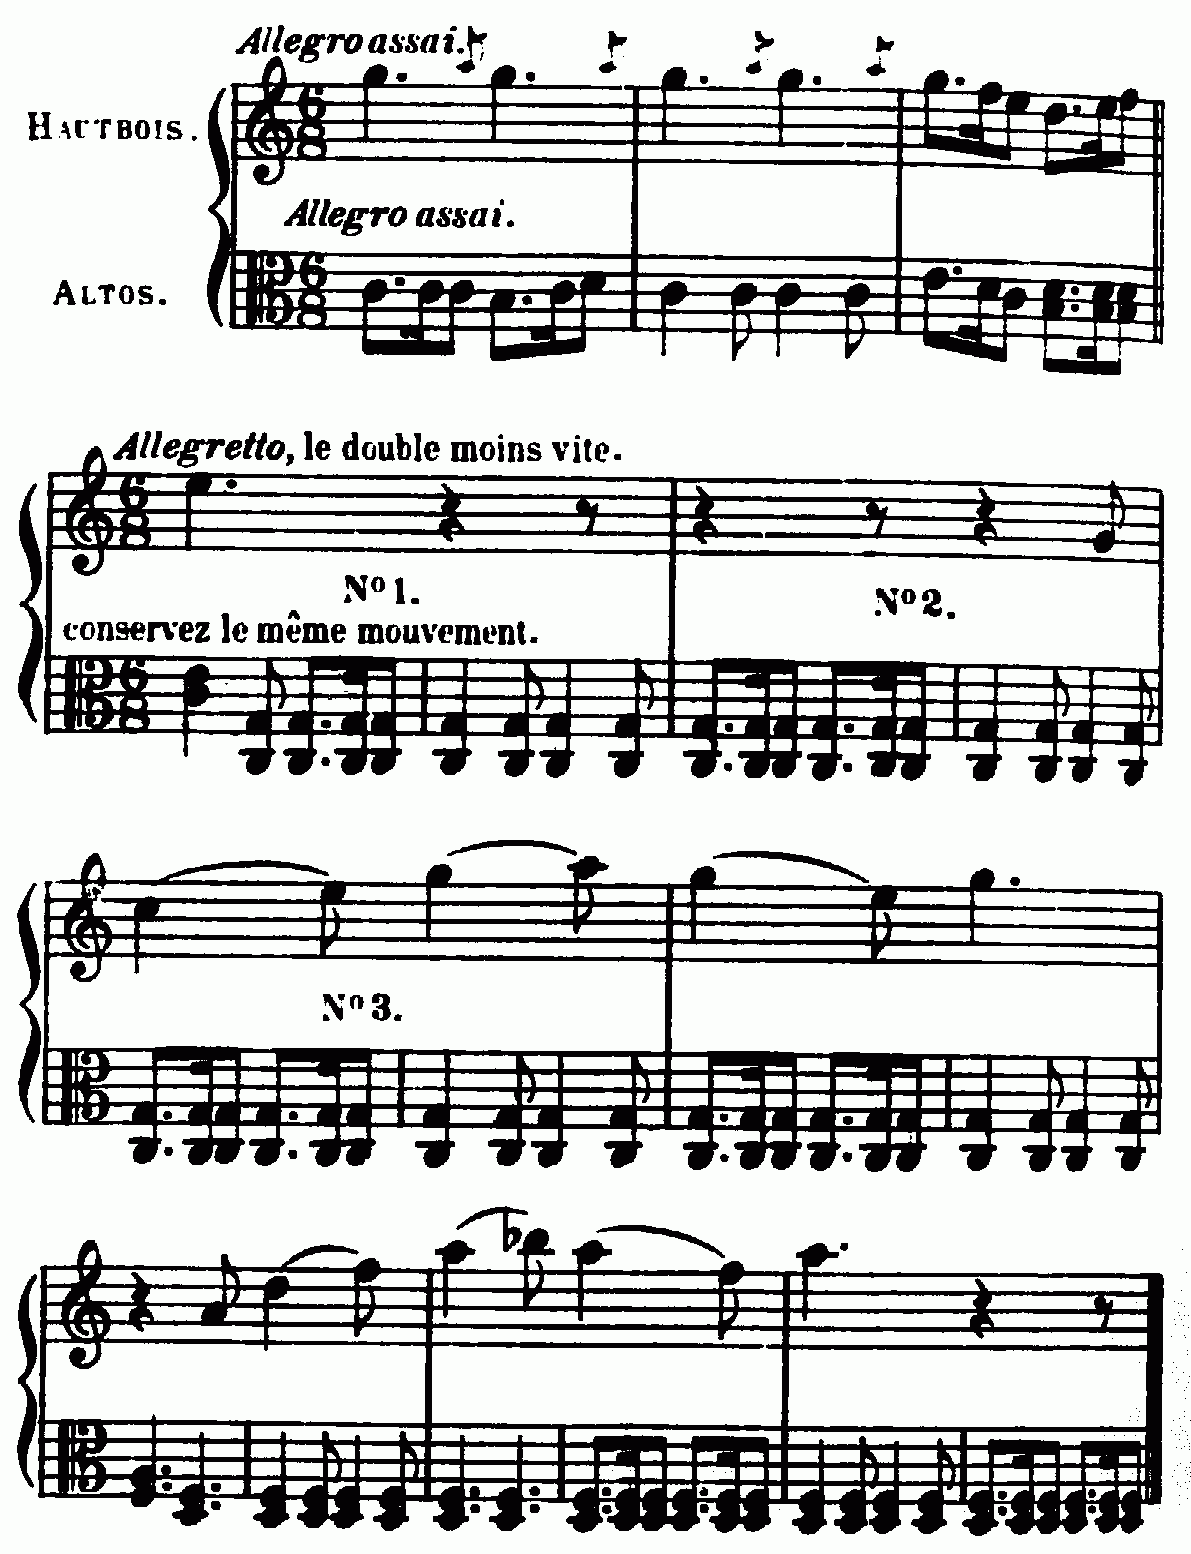 Allegro assai.
HAUTBOIS.
Allegro assai.
ALTOS.
Allegretto, le double moins vite.
Nº 1.
Nº 2.
conservez le même mouvement.
Nº 3.